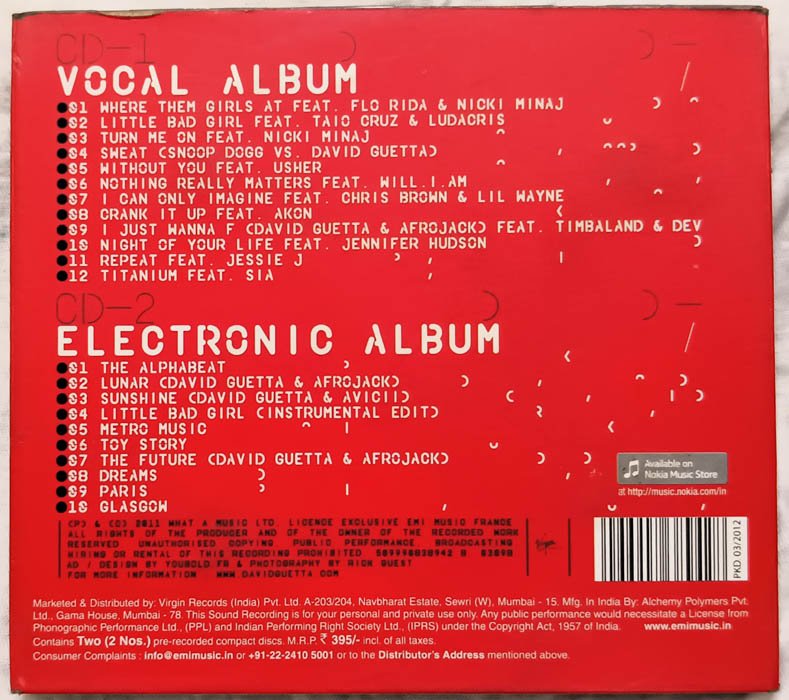 CD-1
VOCAL ALBUM
01 WHERE THEM GIRLS AT FEAT. FLO RIDA & NICKI MINAJ
02 LITTLE BAD GIRL FEAT. TAIO CRUZ & LUDACRIS
03 TURN ME ON FEAT. NICKI MINAJ
04 SWEAT (SNOOP DOGG VS. DAVID GUETTA)
05 WITHOUT YOU FEAT. USHER
06 NOTHING REALLY MATTERS FEAT. WILL.I.AM
07 I CAN ONLY IMAGINE FEAT. CHRIS BROWN & LIL WAYNE
08 CRANK IT UP FEAT. AKON
09 I JUST WANNA F (DAVID GUETTA & AFROJACK) FEAT. TIMBALAND & DEV
10 NIGHT OF YOUR LIFE FEAT. JENNIFER HUDSON
11 REPEAT FEAT. JESSIE J
12 TITANIUM FEAT. SIA
CD-2
ELECTRONIC ALBUM
01 THE ALPHABEAT
02 LUNAR (DAVID GUETTA & AFROJACK)
03 SUNSHINE (DAVID GUETTA & AVICII)
04 LITTLE BAD GIRL (INSTRUMENTAL EDIT)
05 METRO MUSIC
06 TOY STORY
07 THE FUTURE (DAVID GUETTA & AFROJACK)
08 DREAMS
09 PARIS
10 GLASGOW
Available on
Nokia Music Store
at http://music.nokia.com/in
(P) & (C) 2011 WHAT A MUSIC LTD. LICENCE EXCLUSIVE EMI MUSIC FRANCE
ALL RIGHTS OF THE PRODUCER AND OF THE OWNER OF THE RECORDED WORK
RESERVED UNAUTHORISED COPYING PUBLIC PERFORMANCE BROADCASTING
HIRING OR RENTAL OF THIS RECORDING PROHIBITED
AD / DESIGN BY YOUROLD FR & PHOTOGRAPHY BY RICK GUEST
FOR MORE INFORMATION WWW.DAVIDGUETTA.COM
Virgin
PKD 03/2012
Marketed & Distributed by: Virgin Records (India) Pvt. Ltd. A-203/204, Navbharat Estate, Sewri (W), Mumbai - 15. Mfg. In India By: Alchemy Polymers Pvt.
Ltd., Gama House, Mumbai - 78. This Sound Recording is for your personal and private use only. Any public performance would necessitate a License from
Phonographic Performance Ltd., (PPL) and Indian Performing Right Society Ltd., (IPRS) under the Copyright Act, 1957 of India. www.emimusic.in
Contains Two (2 Nos.) pre-recorded compact discs. M.R.P. ₹ 395/- incl. of all taxes.
Consumer Complaints : info@emimusic.in or +91-22-2410 5001 or to the Distributor's Address mentioned above.